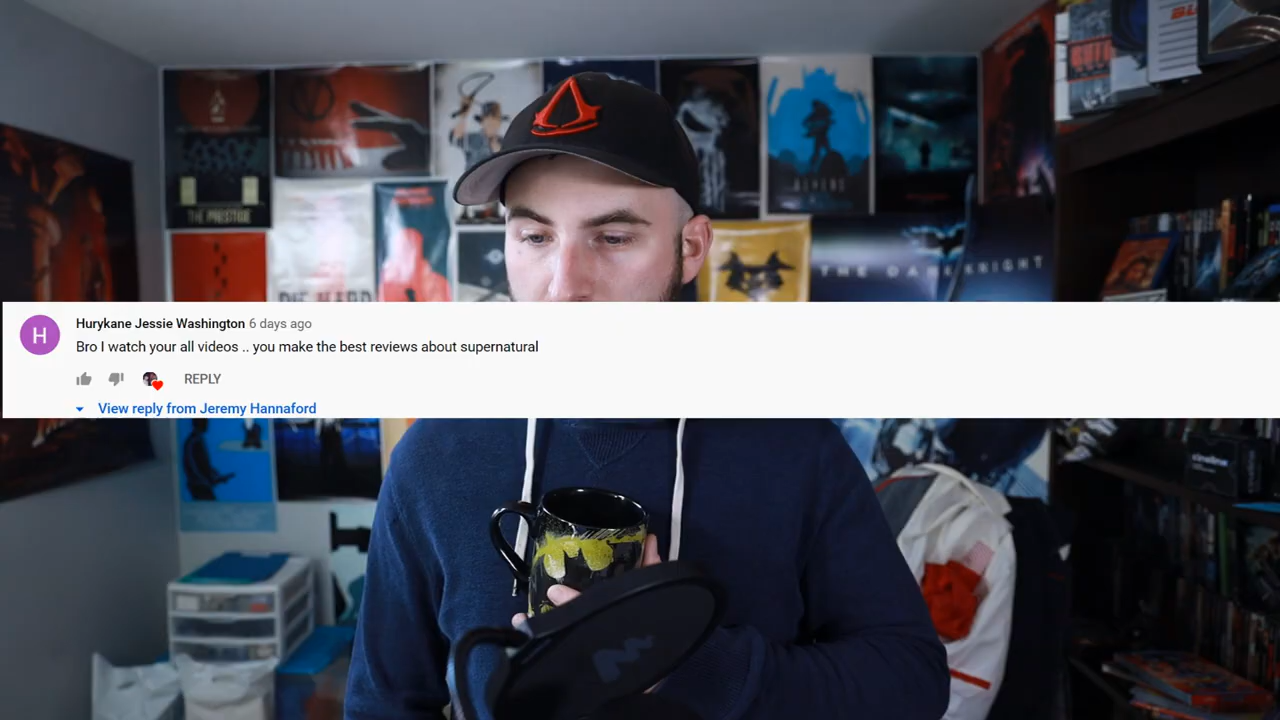 THE PRESTIGE
DIE HARD
ALIENS
THE DARK KNIGHT
H
Hurykane Jessie Washington 6 days ago
Bro I watch your all videos .. you make the best reviews about supernatural
REPLY
View reply from Jeremy Hannaford